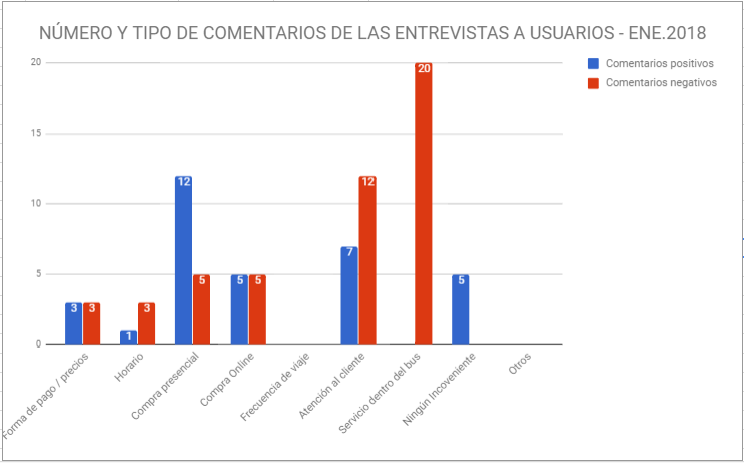 NÚMERO Y TIPO DE COMENTARIOS DE LAS ENTREVISTAS A USUARIOS - ENE.2018
Comentarios positivos
Comentarios negativos
20
15
10
5
0
3
3
1
3
12
5
5
5
7
12
20
5
Forma de pago / precios
Horario
Compra presencial
Compra Online
Frecuencia de viaje
Atención al cliente
Servicio dentro del bus
Ningún Incoveniente
Otros